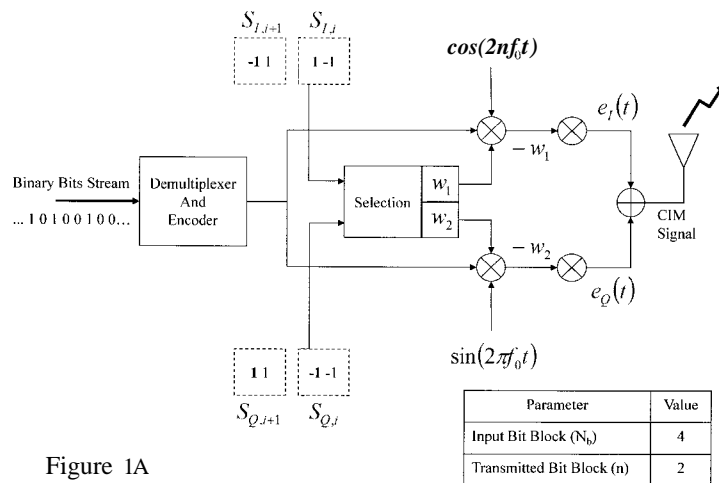 S_{I,i+1} S_{I,i}
-1 1 1 -1
cos(2nf_0t)
e_I(t)
- w_1
Binary Bits Stream
... 1 0 1 0 0 1 0 0 ...
Demultiplexer
And
Encoder
Selection
w_1
w_2
CIM
Signal
- w_2
e_Q(t)
sin(2πf_0t)
1 1 -1 -1
S_{Q,i+1} S_{Q,i}
Parameter Value
Input Bit Block (N_b) 4
Transmitted Bit Block (n) 2
Figure 1A